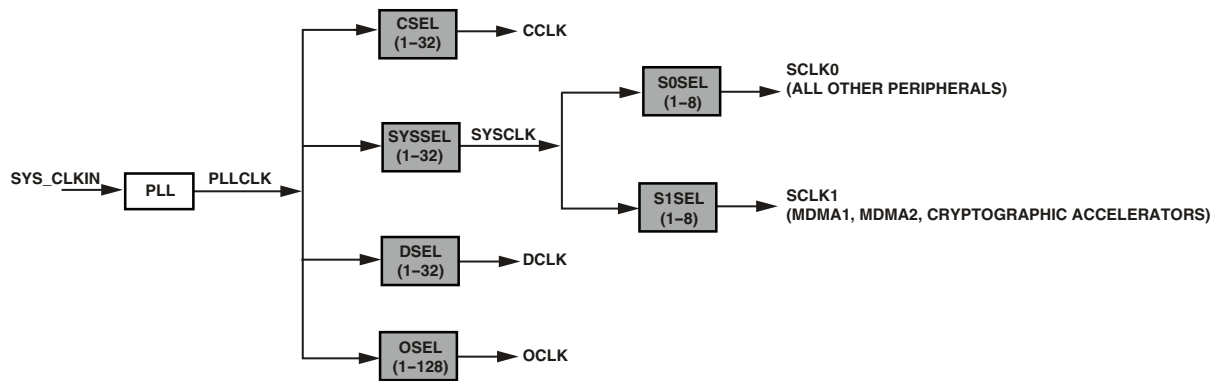 SYS_CLKIN
PLL
PLLCLK
CSEL
(1–32)
CCLK
SYSSEL
(1–32)
SYSCLK
S0SEL
(1–8)
SCLK0
(ALL OTHER PERIPHERALS)
S1SEL
(1–8)
SCLK1
(MDMA1, MDMA2, CRYPTOGRAPHIC ACCELERATORS)
DSEL
(1–32)
DCLK
OSEL
(1–128)
OCLK